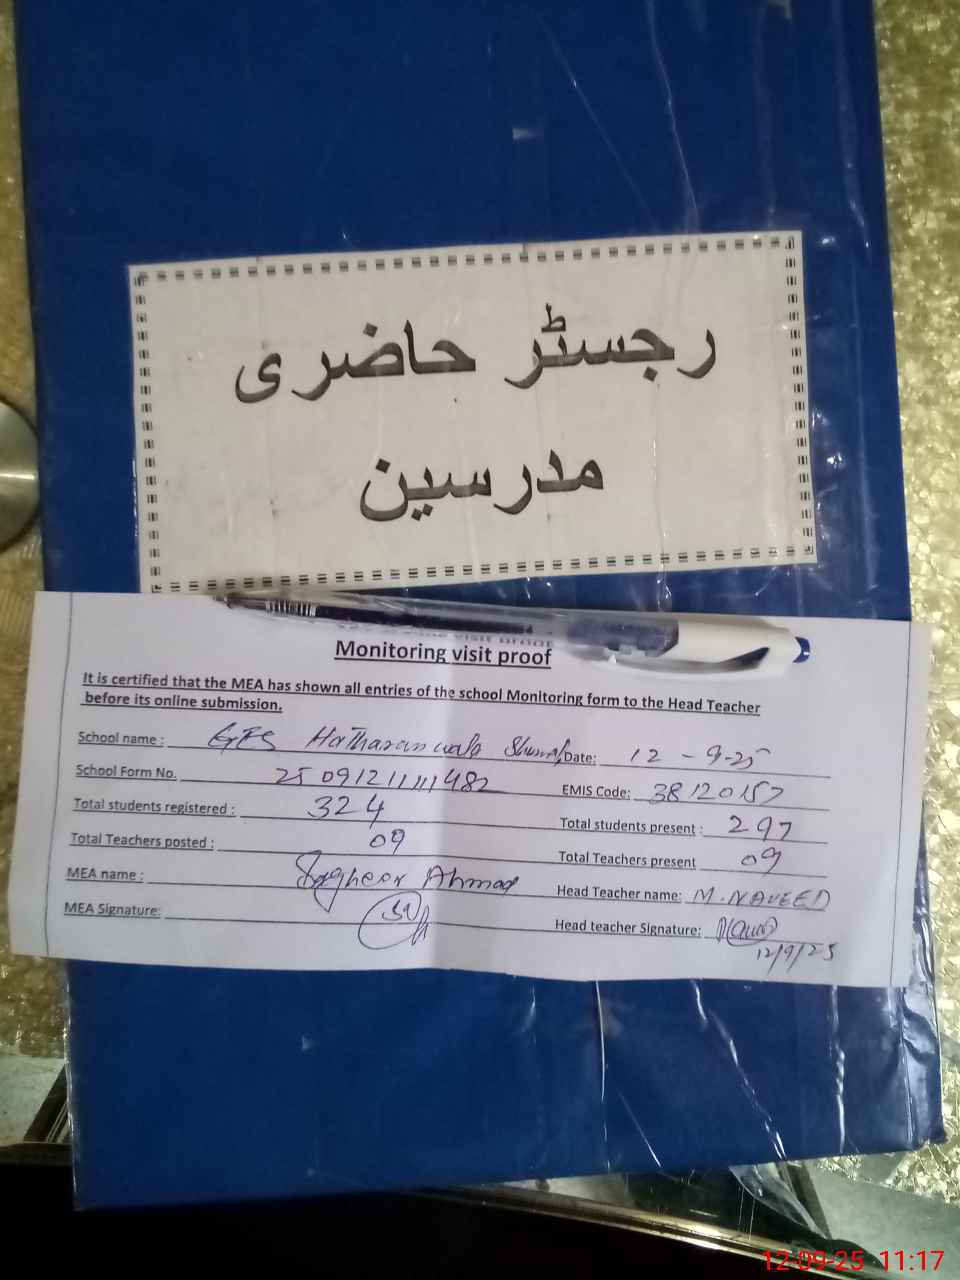 رجسٹر حاضری
مدرسین
Monitoring visit proof
It is certified that the MEA has shown all entries of the school Monitoring form to the Head Teacher
before its online submission.
School name : GES Date: 12 - 9-25
School Form No. EMIS Code: 38120157
Total students registered : 324 Total students present : 297
Total Teachers posted : 09 Total Teachers present 09
MEA name : Sagheer Ahmad Head Teacher name: M. NAVEED
MEA Signature: Head teacher Signature:
12/9/25
12-09-25 11:17